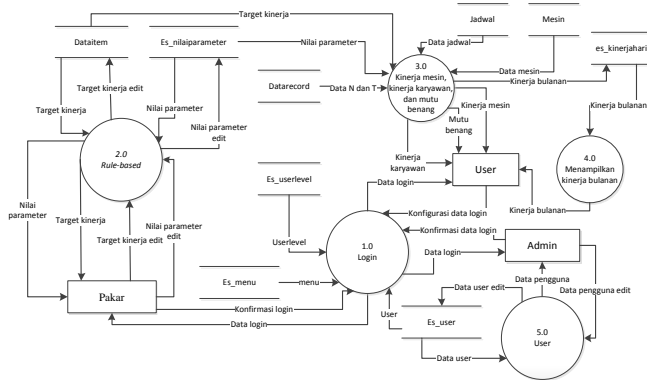 Target kinerja
Jadwal
Mesin
Dataitem
Es_nilaiparameter
Nilai parameter
Data jadwal
es_kinerjahari
3.0
Kinerja mesin,
kinerja karyawan,
dan mutu
benang
Data mesin
Kinerja bulanan
Target kinerja edit
Datarecord
Data N dan T
Kinerja mesin
Target kinerja
Nilai parameter
Kinerja bulanan
Mutu
benang
Nilai parameter
edit
2.0
Rule-based
Kinerja
karyawan
User
4.0
Menampilkan
kinerja bulanan
Es_userlevel
Data login
Nilai
parameter
Target kinerja
Nilai parameter
edit
Target kinerja edit
Konfigurasi data login
Kinerja bulanan
Konfirmasi data login
Userlevel
1.0
Login
Data login
Admin
Es_menu
menu
Data pengguna
Data pengguna edit
Pakar
Data user edit
Konfirmasi login
User
Es_user
Data login
5.0
User
Data user